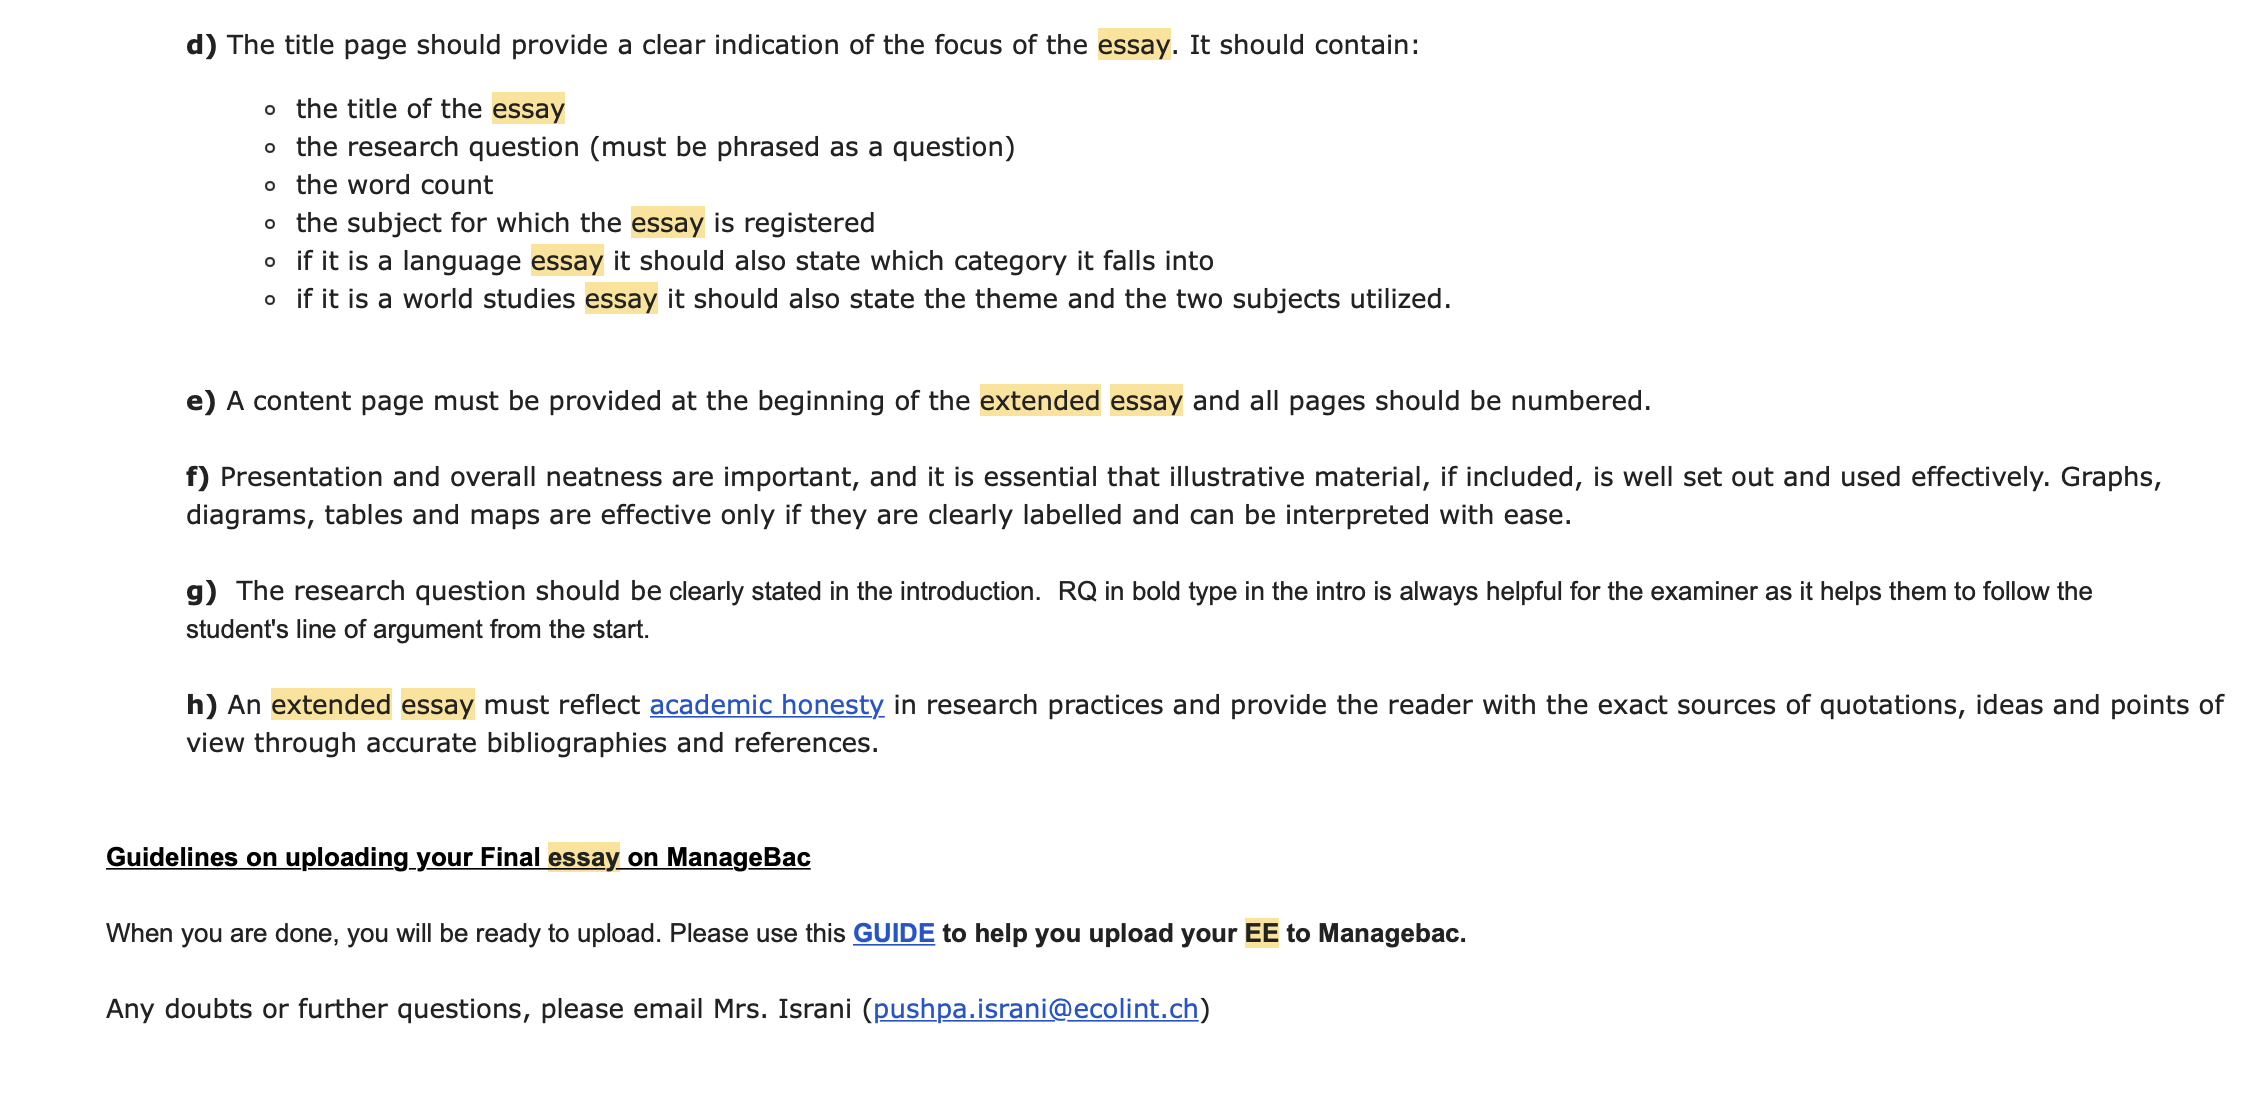 d) The title page should provide a clear indication of the focus of the essay. It should contain:
the title of the essay
the research question (must be phrased as a question)
the word count
the subject for which the essay is registered
if it is a language essay it should also state which category it falls into
if it is a world studies essay it should also state the theme and the two subjects utilized.
e) A content page must be provided at the beginning of the extended essay and all pages should be numbered.
f) Presentation and overall neatness are important, and it is essential that illustrative material, if included, is well set out and used effectively. Graphs,
diagrams, tables and maps are effective only if they are clearly labelled and can be interpreted with ease.
g) The research question should be clearly stated in the introduction. RQ in bold type in the intro is always helpful for the examiner as it helps them to follow the
student's line of argument from the start.
h) An extended essay must reflect academic honesty in research practices and provide the reader with the exact sources of quotations, ideas and points of
view through accurate bibliographies and references.
Guidelines on uploading your Final essay on ManageBac
When you are done, you will be ready to upload. Please use this GUIDE to help you upload your EE to Managebac.
Any doubts or further questions, please email Mrs. Israni (pushpa.israni@ecolint.ch)